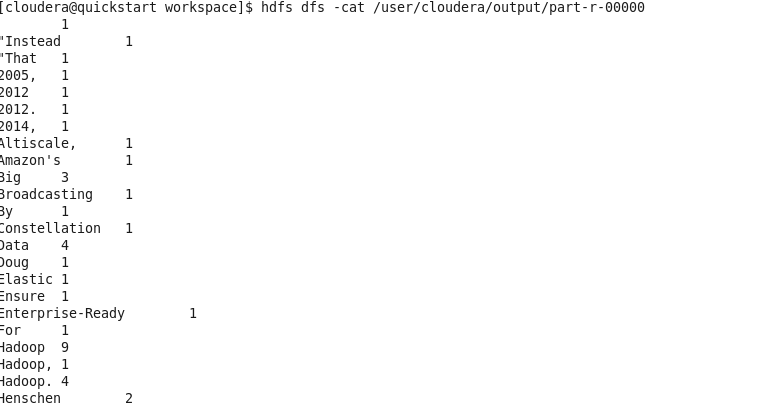 [cloudera@quickstart workspace]$ hdfs dfs -cat /user/cloudera/output/part-r-00000
1
"Instead 1
"That 1
2005, 1
2012 1
2012. 1
2014, 1
Altiscale, 1
Amazon's 1
Big 3
Broadcasting 1
By 1
Constellation 1
Data 4
Doug 1
Elastic 1
Ensure 1
Enterprise-Ready 1
For 1
Hadoop 9
Hadoop, 1
Hadoop. 4
Henschen 2